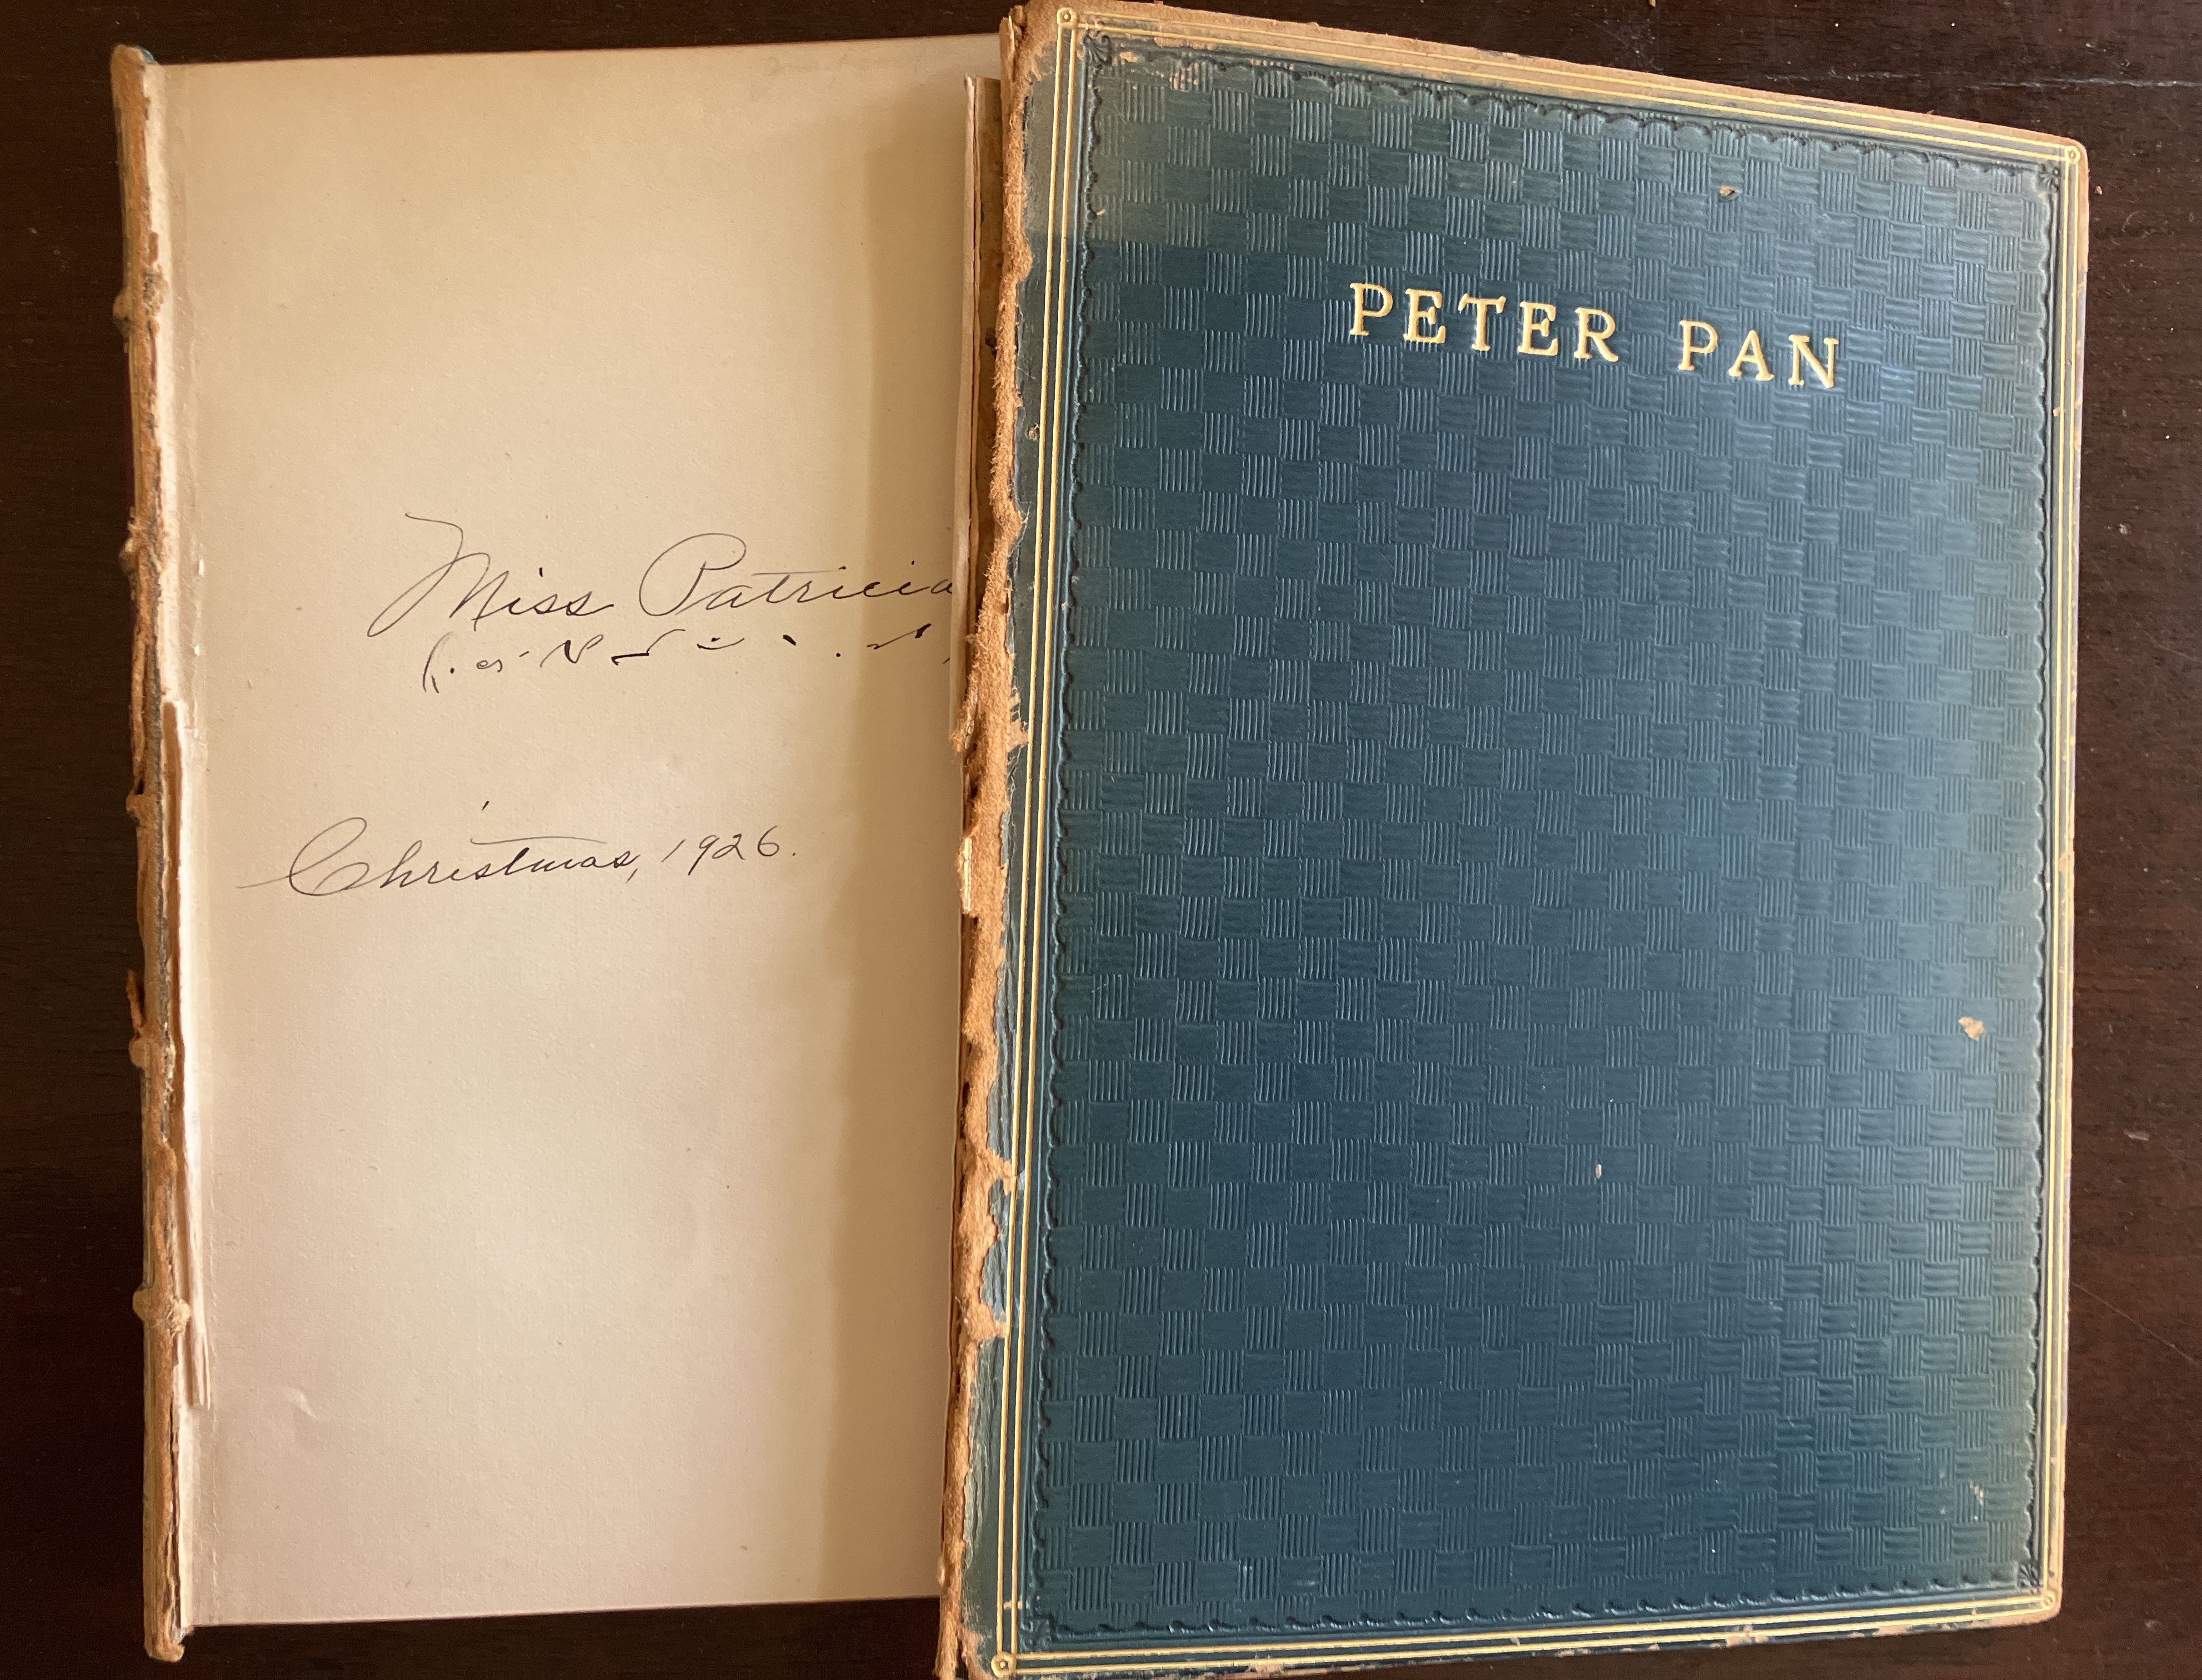 Miss Patricia
Christmas, 1926.
PETER PAN